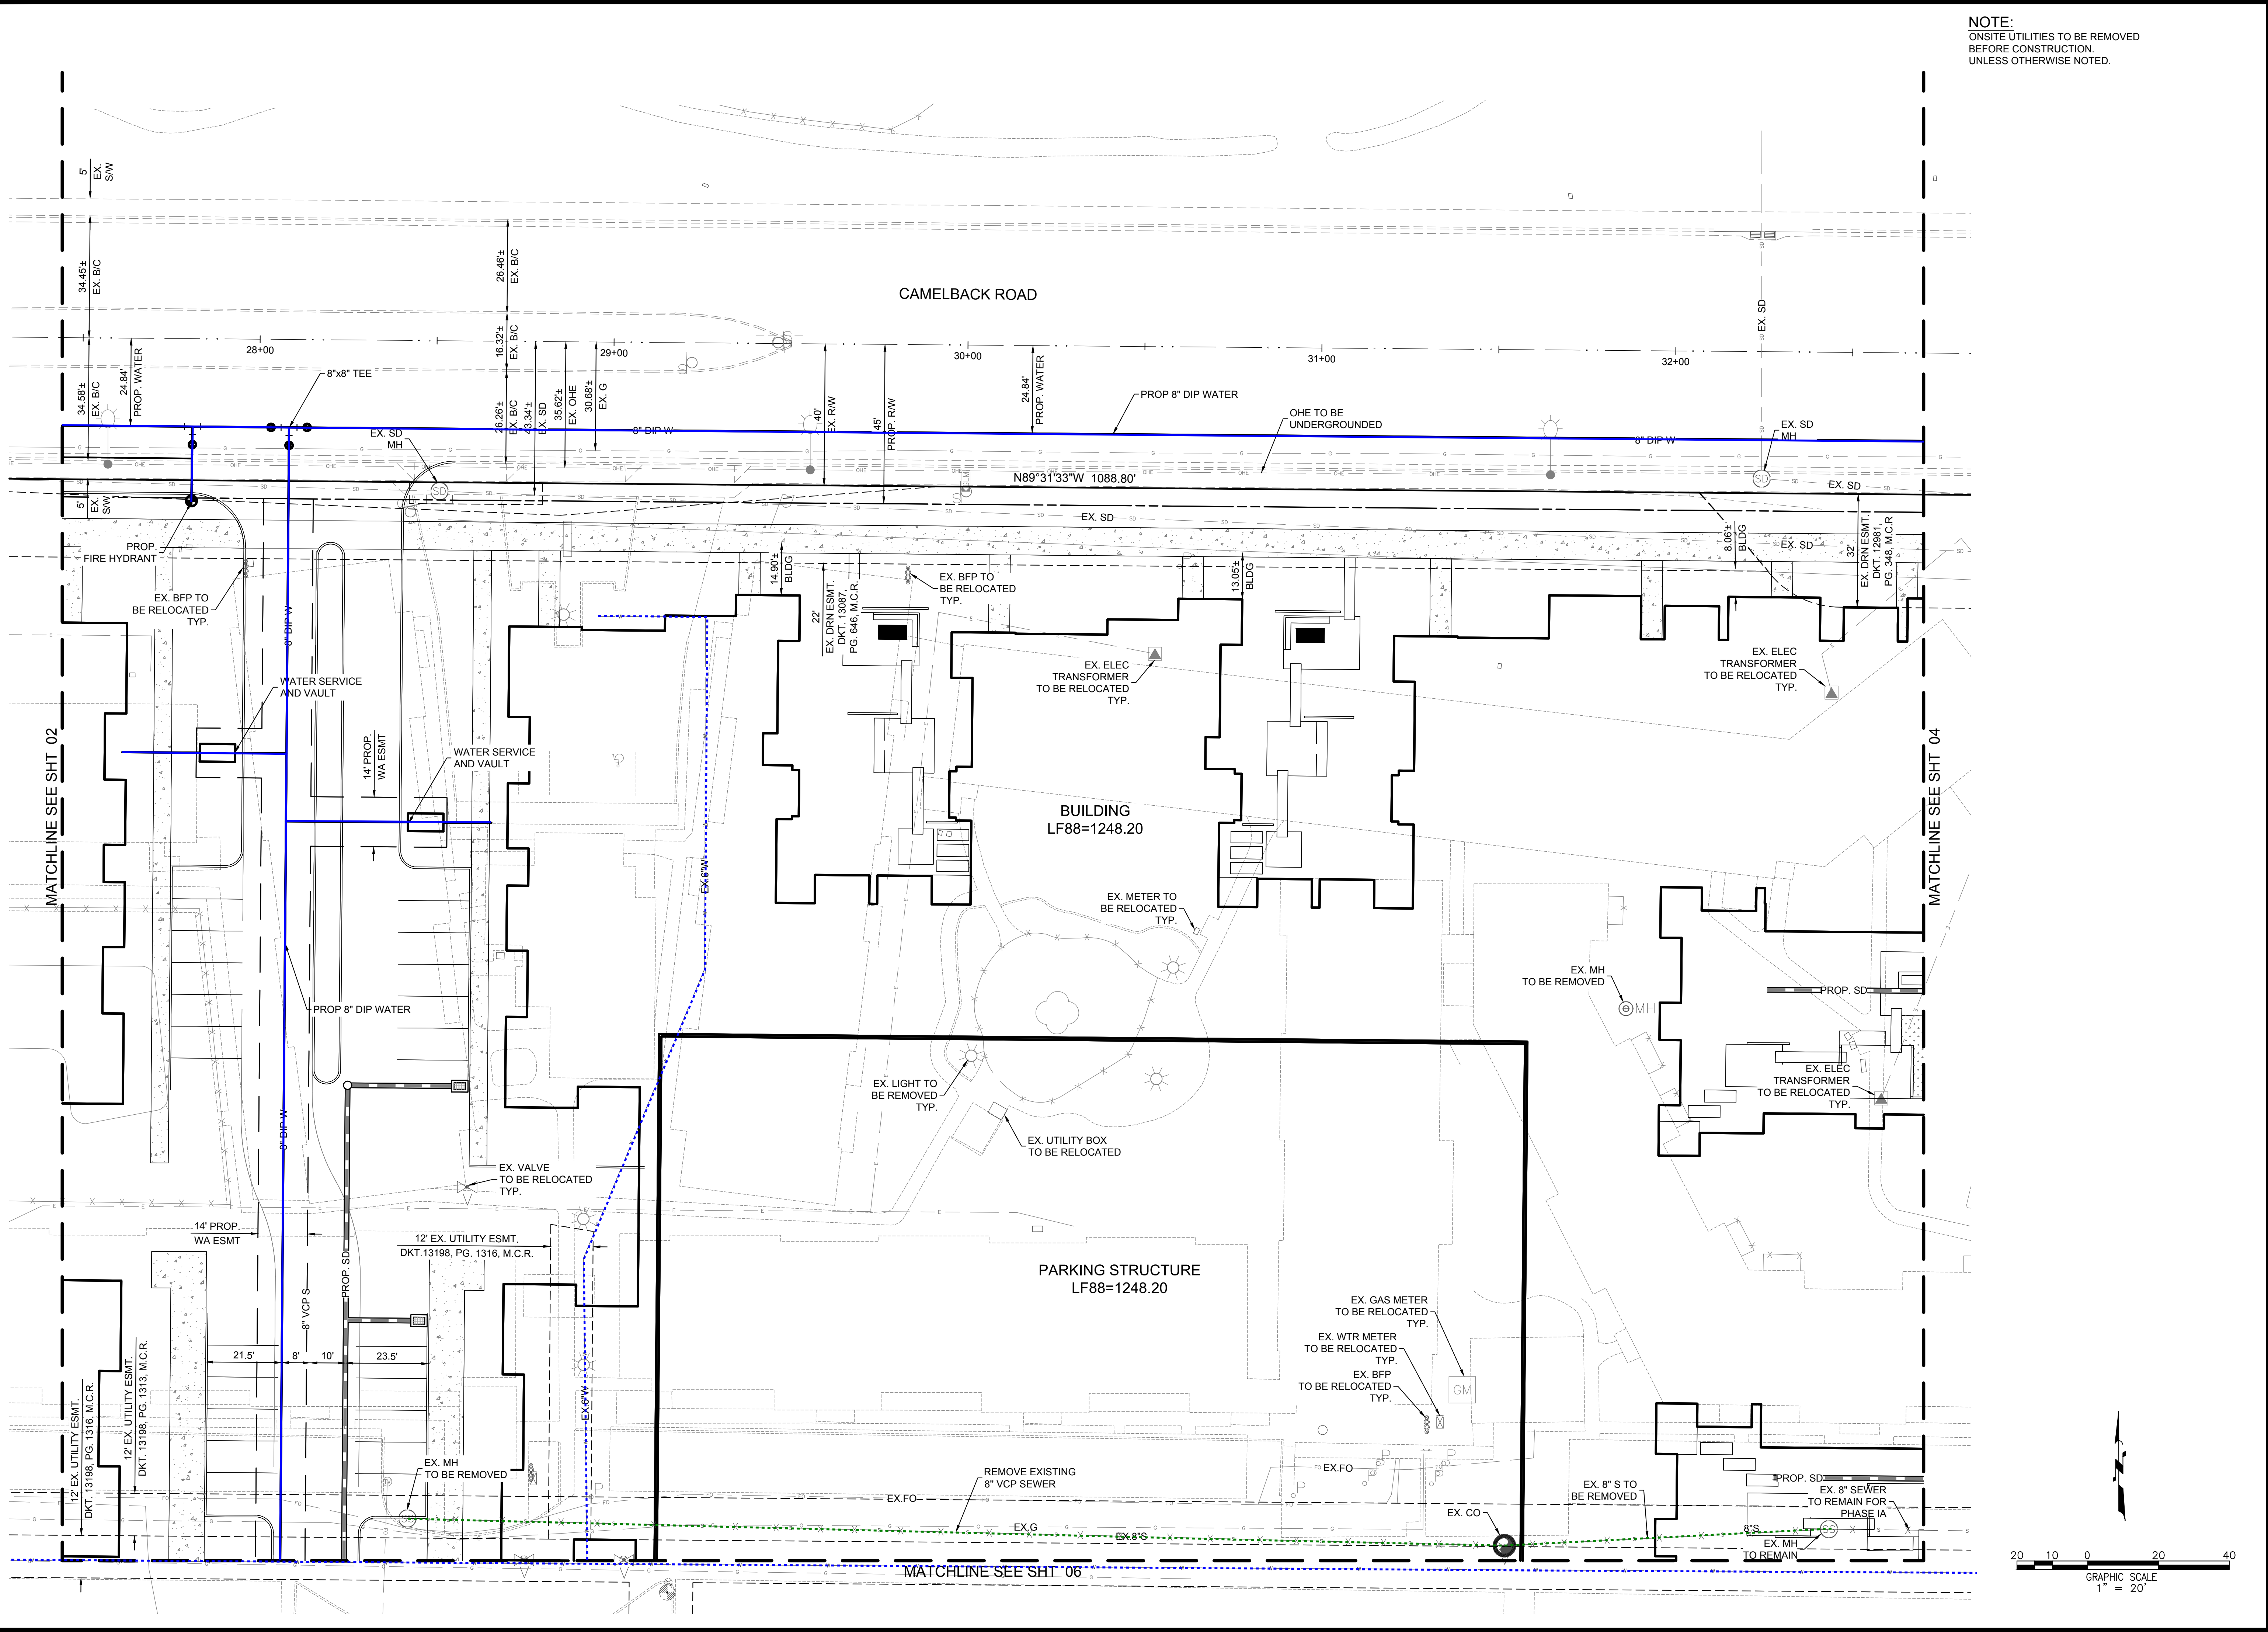 NOTE:
ONSITE UTILITIES TO BE REMOVED
BEFORE CONSTRUCTION.
UNLESS OTHERWISE NOTED.
5'
EX.
S/W
34.45'±
EX. B/C
26.46'±
EX. B/C
CAMELBACK ROAD
EX. SD
16.32'±
EX. B/C
28+00
29+00
30+00
31+00
32+00
34.58'±
EX. B/C
24.84'
PROP. WATER
8"x8" TEE
26.26'±
EX. B/C
43.34'±
EX. SD
35.62'±
EX. OHE
30.68'±
EX. G
40'
EX. R/W
45'
PROP. R/W
24.84'
PROP. WATER
PROP 8" DIP WATER
OHE TO BE
UNDERGROUNDED
8" DIP W
8" DIP W
EX. SD
MH
EX. SD
MH
N89°31'33"W 1088.80'
EX. SD
EX. SD
EX. SD
5'
EX.
S/W
PROP.
FIRE HYDRANT
EX. BFP TO
BE RELOCATED
TYP.
14.90'±
BLDG
22'
EX. DRN ESMT.
DKT. 13087,
PG. 646, M.C.R.
EX. BFP TO
BE RELOCATED
TYP.
13.05'±
BLDG
8.06'±
BLDG
32'
EX. DRN ESMT.
DKT. 12981,
PG. 348, M.C.R
8" DIP W
WATER SERVICE
AND VAULT
EX. ELEC
TRANSFORMER
TO BE RELOCATED
TYP.
EX. ELEC
TRANSFORMER
TO BE RELOCATED
TYP.
MATCHLINE SEE SHT 02
14' PROP.
WA ESMT
WATER SERVICE
AND VAULT
MATCHLINE SEE SHT 04
BUILDING
LF88=1248.20
EX.6"W
EX. METER TO
BE RELOCATED
TYP.
EX. MH
TO BE REMOVED
MH
PROP. SD
PROP 8" DIP WATER
EX. LIGHT TO
BE REMOVED
TYP.
EX. ELEC
TRANSFORMER
TO BE RELOCATED
TYP.
8" DIP W
EX. UTILITY BOX
TO BE RELOCATED
EX. VALVE
TO BE RELOCATED
TYP.
14' PROP.
WA ESMT
12' EX. UTILITY ESMT.
DKT.13198, PG. 1316, M.C.R.
PROP. SD
8" VCP S
PARKING STRUCTURE
LF88=1248.20
EX. GAS METER
TO BE RELOCATED
TYP.
EX. WTR METER
TO BE RELOCATED
TYP.
EX. BFP
TO BE RELOCATED
TYP.
GM
21.5'
8'
10'
23.5'
12' EX. UTILITY ESMT.
DKT. 13198, PG. 1316, M.C.R.
12' EX. UTILITY ESMT.
DKT. 13198, PG. 1313, M.C.R.
EX.6"W
EX. MH
TO BE REMOVED
REMOVE EXISTING
8" VCP SEWER
EX.FO
EX.FO
EX. 8" S TO
BE REMOVED
PROP. SD
EX. 8" SEWER
TO REMAIN FOR
PHASE IA
EX. CO
EX.G
EX.8"S
8"S
EX. MH
TO REMAIN
MATCHLINE SEE SHT 06
20 10 0 20 40
GRAPHIC SCALE
1" = 20'